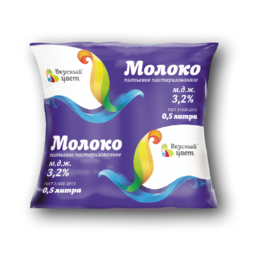 Вкусный
цвет
Молоко
питьевое пастеризованное
м.д.ж.
3,2%
ГОСТ 31450-2013
0,5 литра
Молоко
питьевое пастеризованное
м.д.ж.
3,2%
ГОСТ 31450-2013
0,5 литра
Вкусный
цвет